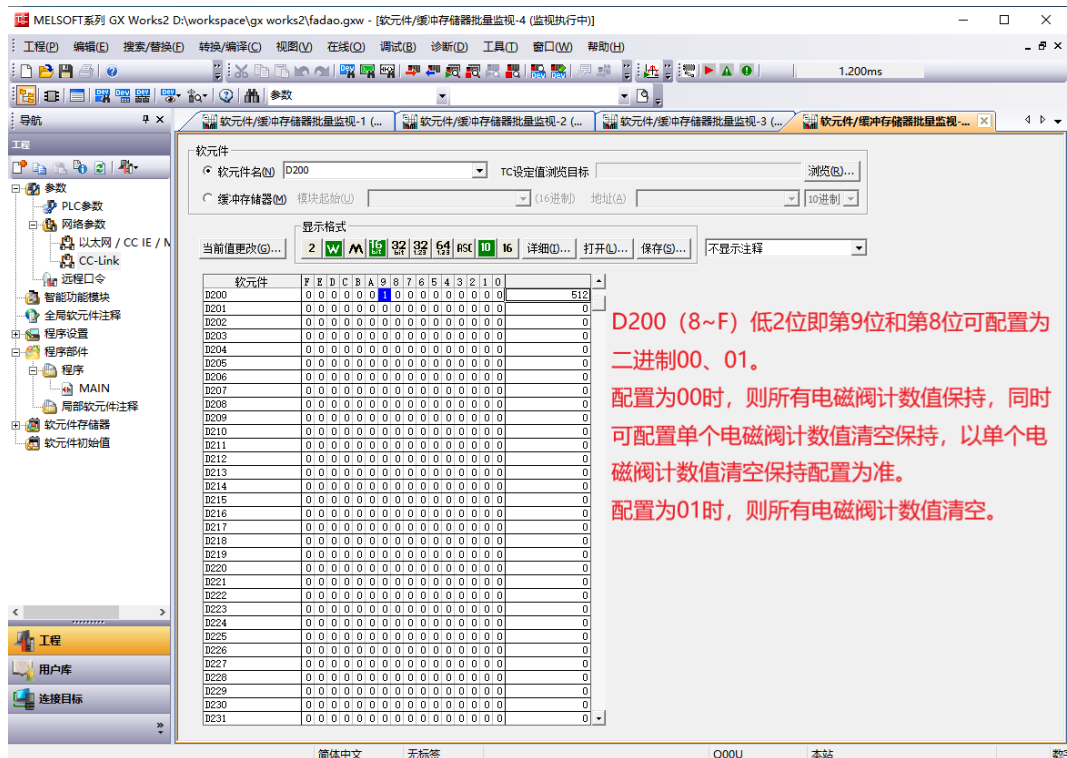 MELSOFT系列 GX Works2 D:\workspace\gx works2\fadao.gxw - [软元件/缓冲存储器批量监视-4 (监视执行中)]
工程(P) 编辑(E) 搜索/替换(F) 转换/编译(C) 视图(V) 在线(O) 调试(B) 诊断(D) 工具(T) 窗口(W) 帮助(H)
1.200ms
参数
导航
软元件/缓冲存储器批量监视-1 (... 软元件/缓冲存储器批量监视-2 (... 软元件/缓冲存储器批量监视-3 (... 软元件/缓冲存储器批量监视-...
工程
参数
PLC参数
网络参数
以太网 / CC IE / M
CC-Link
远程口令
智能功能模块
全局软元件注释
程序设置
程序部件
程序
MAIN
局部软元件注释
软元件存储器
软元件初始值
工程
用户库
连接目标
软元件
软元件名(N) D200 TC设定值浏览目标 浏览(R)...
缓冲存储器(M) 模块起始(U) (16进制) 地址(A) 10进制
显示格式
当前值更改(G)... 2 W M 16 bit 32 bit 32 1.23 64 1.23 ASC 10 16 详细(I)... 打开(L)... 保存(S)... 不显示注释
软元件 F E D C B A 9 8 7 6 5 4 3 2 1 0
D200 0 0 0 0 0 0 1 0 0 0 0 0 0 0 0 0 512
D201 0 0 0 0 0 0 0 0 0 0 0 0 0 0 0 0 0
D202 0 0 0 0 0 0 0 0 0 0 0 0 0 0 0 0 0
D203 0 0 0 0 0 0 0 0 0 0 0 0 0 0 0 0 0
D204 0 0 0 0 0 0 0 0 0 0 0 0 0 0 0 0 0
D205 0 0 0 0 0 0 0 0 0 0 0 0 0 0 0 0 0
D206 0 0 0 0 0 0 0 0 0 0 0 0 0 0 0 0 0
D207 0 0 0 0 0 0 0 0 0 0 0 0 0 0 0 0 0
D208 0 0 0 0 0 0 0 0 0 0 0 0 0 0 0 0 0
D209 0 0 0 0 0 0 0 0 0 0 0 0 0 0 0 0 0
D210 0 0 0 0 0 0 0 0 0 0 0 0 0 0 0 0 0
D211 0 0 0 0 0 0 0 0 0 0 0 0 0 0 0 0 0
D212 0 0 0 0 0 0 0 0 0 0 0 0 0 0 0 0 0
D213 0 0 0 0 0 0 0 0 0 0 0 0 0 0 0 0 0
D214 0 0 0 0 0 0 0 0 0 0 0 0 0 0 0 0 0
D215 0 0 0 0 0 0 0 0 0 0 0 0 0 0 0 0 0
D216 0 0 0 0 0 0 0 0 0 0 0 0 0 0 0 0 0
D217 0 0 0 0 0 0 0 0 0 0 0 0 0 0 0 0 0
D218 0 0 0 0 0 0 0 0 0 0 0 0 0 0 0 0 0
D219 0 0 0 0 0 0 0 0 0 0 0 0 0 0 0 0 0
D220 0 0 0 0 0 0 0 0 0 0 0 0 0 0 0 0 0
D221 0 0 0 0 0 0 0 0 0 0 0 0 0 0 0 0 0
D222 0 0 0 0 0 0 0 0 0 0 0 0 0 0 0 0 0
D223 0 0 0 0 0 0 0 0 0 0 0 0 0 0 0 0 0
D224 0 0 0 0 0 0 0 0 0 0 0 0 0 0 0 0 0
D225 0 0 0 0 0 0 0 0 0 0 0 0 0 0 0 0 0
D226 0 0 0 0 0 0 0 0 0 0 0 0 0 0 0 0 0
D227 0 0 0 0 0 0 0 0 0 0 0 0 0 0 0 0 0
D228 0 0 0 0 0 0 0 0 0 0 0 0 0 0 0 0 0
D229 0 0 0 0 0 0 0 0 0 0 0 0 0 0 0 0 0
D230 0 0 0 0 0 0 0 0 0 0 0 0 0 0 0 0 0
D231 0 0 0 0 0 0 0 0 0 0 0 0 0 0 0 0 0
D200（8~F）低2位即第9位和第8位可配置为
二进制00、01。
配置为00时，则所有电磁阀计数值保持，同时
可配置单个电磁阀计数值清空保持，以单个电
磁阀计数值清空保持配置为准。
配置为01时，则所有电磁阀计数值清空。
简体中文 无标签 Q00U 本站